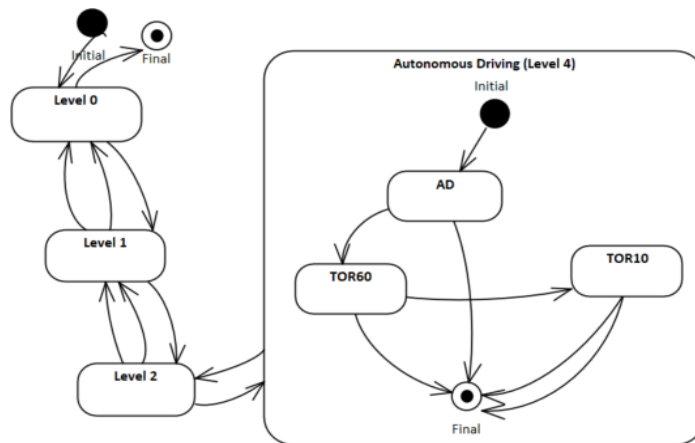 Initial
Final
Level 0
Level 1
Level 2
Autonomous Driving (Level 4)
Initial
AD
TOR60
TOR10
Final